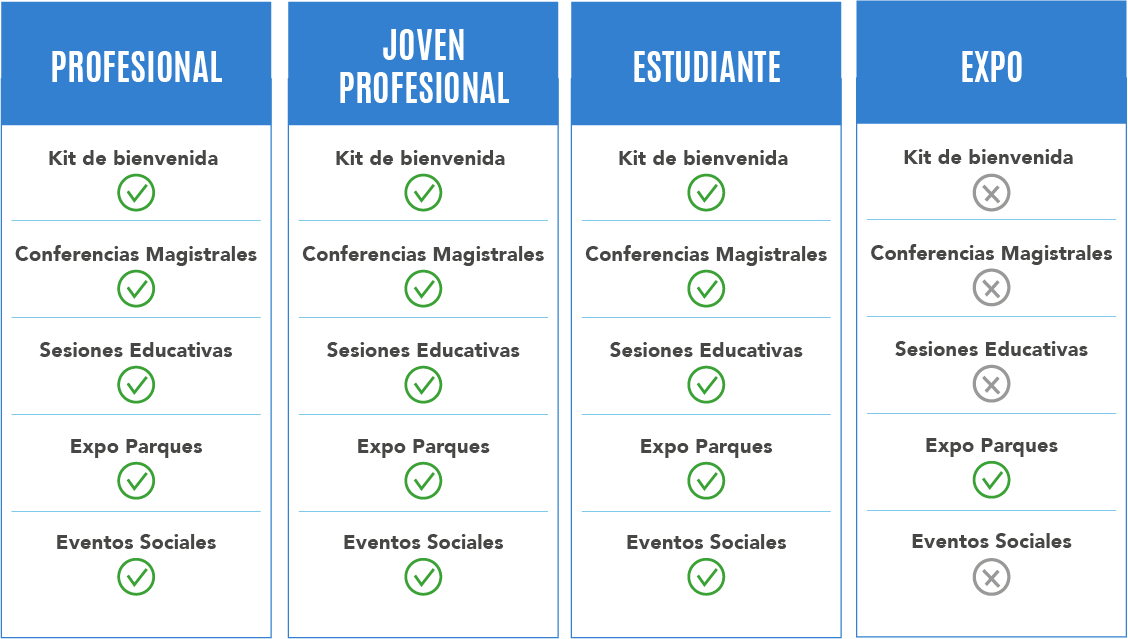 PROFESIONAL
Kit de bienvenida
Conferencias Magistrales
Sesiones Educativas
Expo Parques
Eventos Sociales
JOVEN
PROFESIONAL
Kit de bienvenida
Conferencias Magistrales
Sesiones Educativas
Expo Parques
Eventos Sociales
ESTUDIANTE
Kit de bienvenida
Conferencias Magistrales
Sesiones Educativas
Expo Parques
Eventos Sociales
EXPO
Kit de bienvenida
Conferencias Magistrales
Sesiones Educativas
Expo Parques
Eventos Sociales